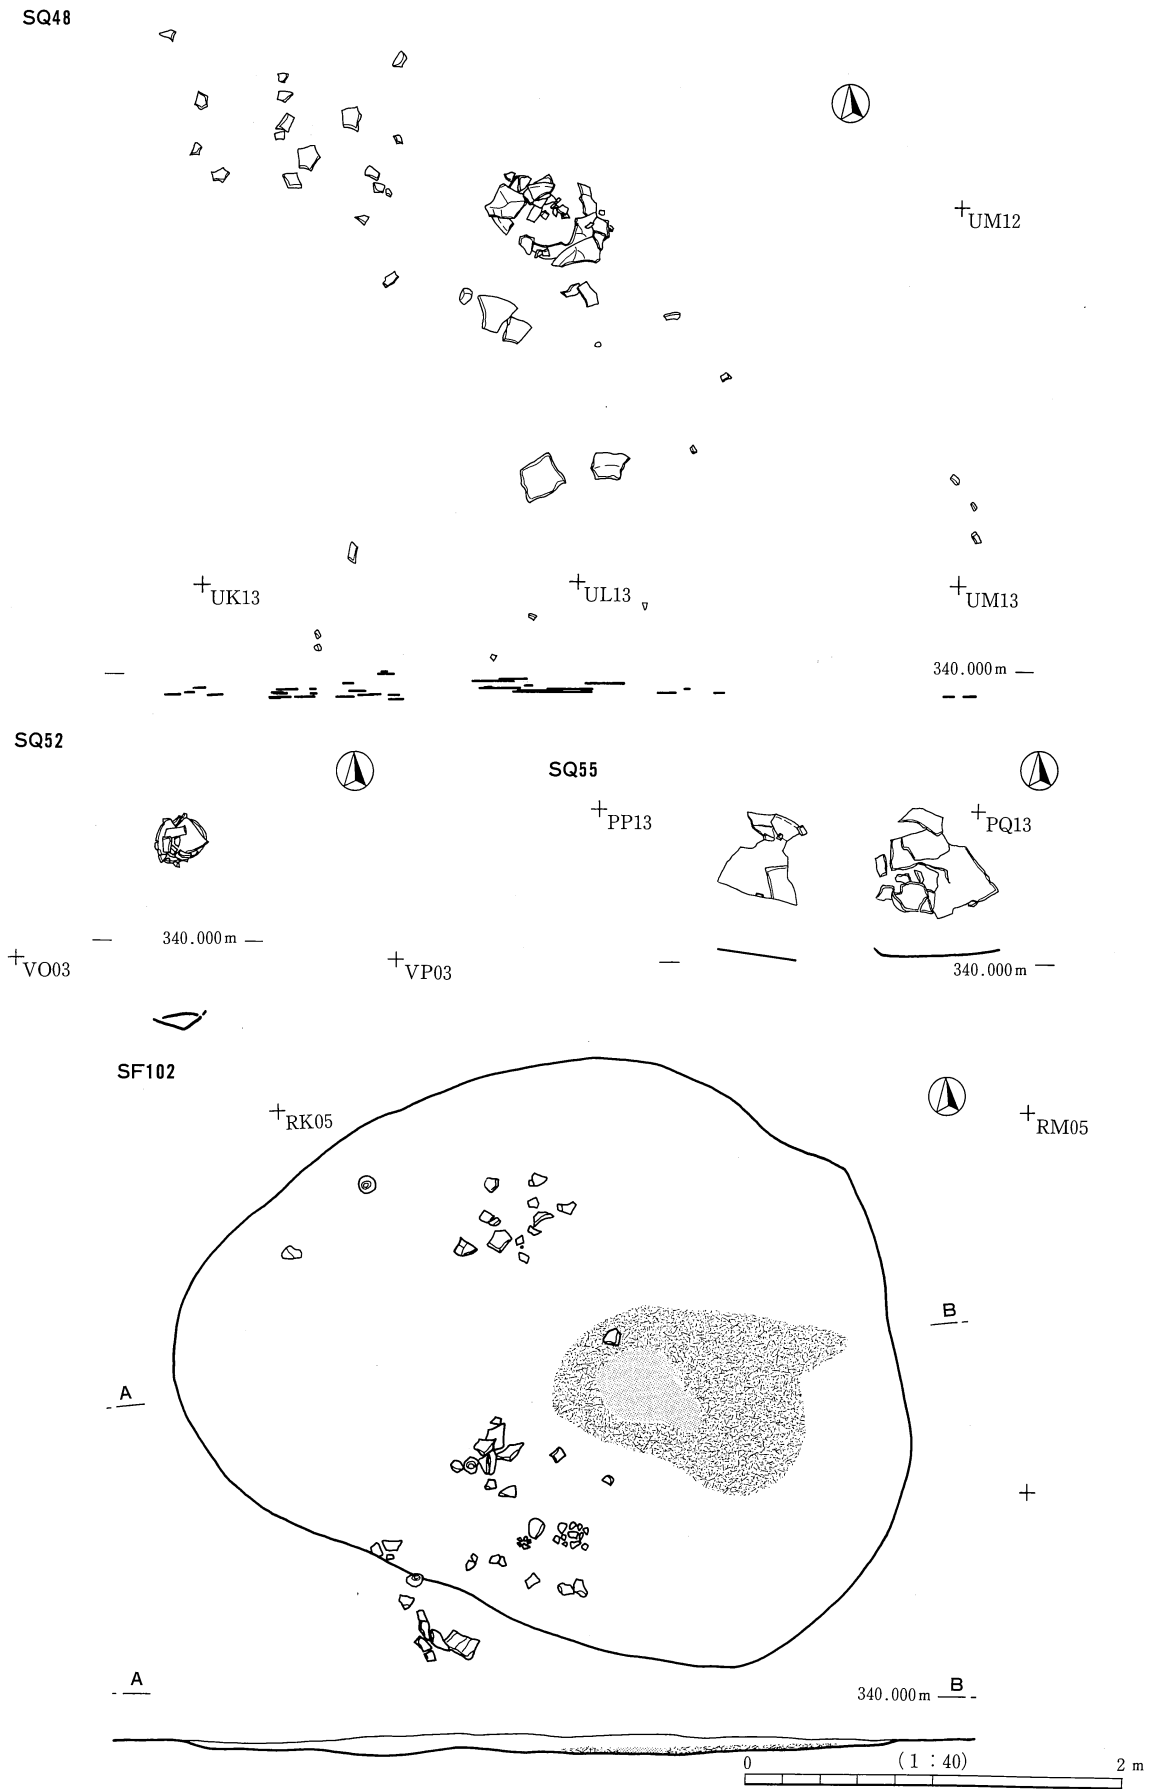 SQ48
UM12
UK13
UL13
UM13
340.000m
SQ52
SQ55
PP13
PQ13
340.000m
VO03
VP03
340.000m
SF102
RK05
RM05
B
A
A
340.000m B
0 (1:40) 2 m